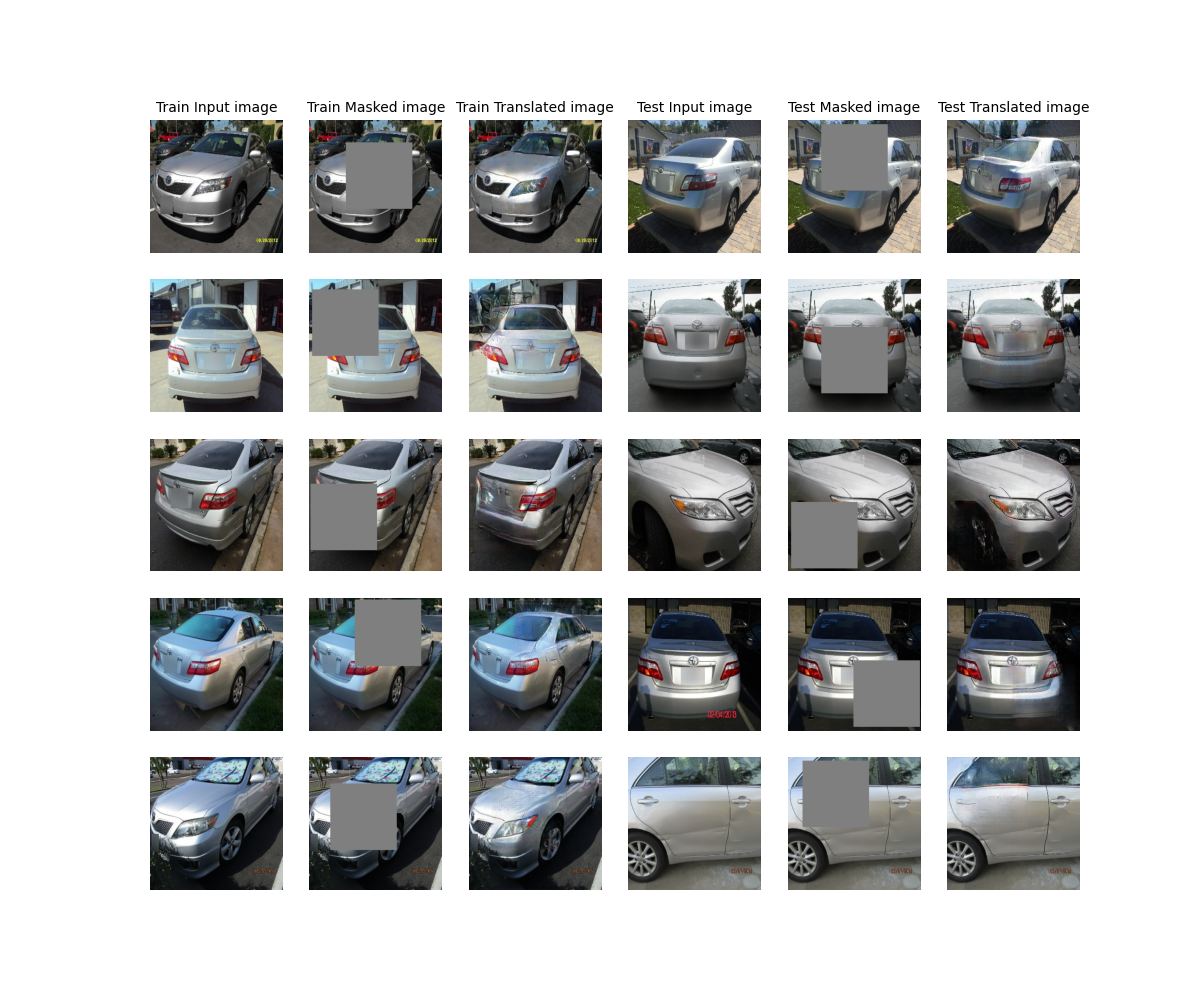 Train Input image
Train Masked image
Train Translated image
Test Input image
Test Masked image
Test Translated image